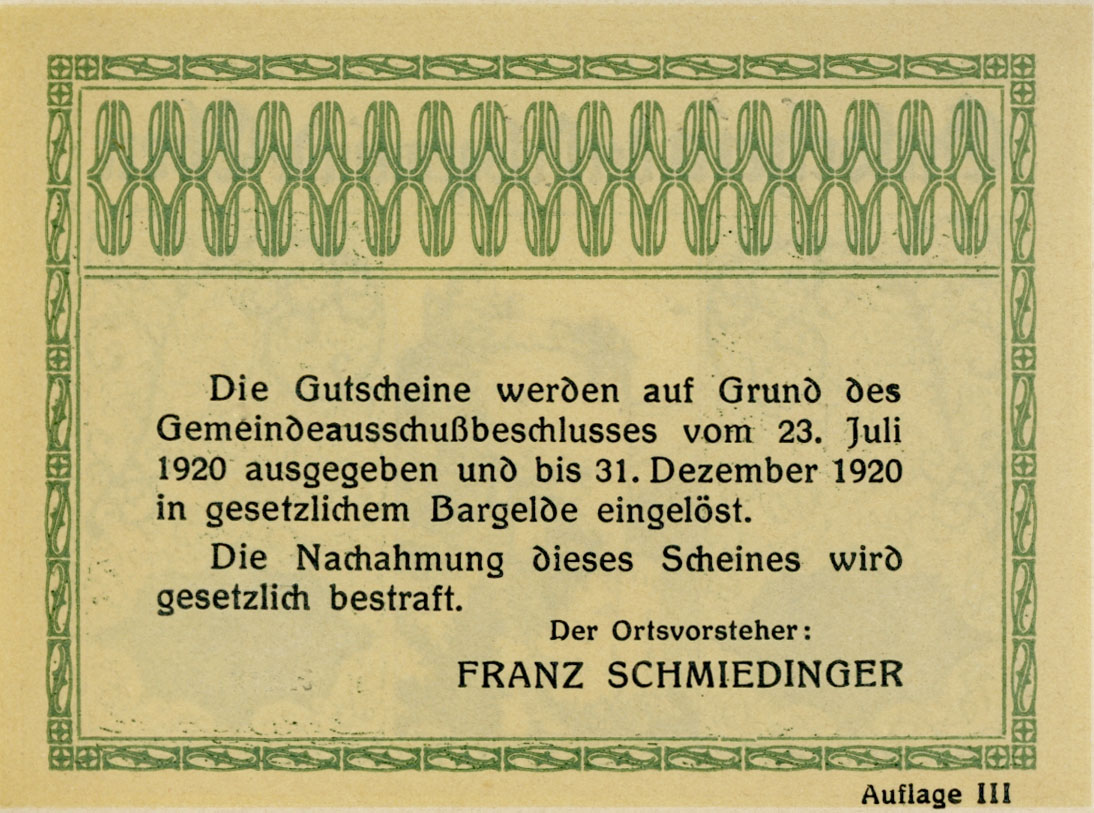 Die Gutscheine werden auf Grund des
Gemeindeausschußbeschlusses vom 23. Juli
1920 ausgegeben und bis 31. Dezember 1920
in gesetzlichem Bargelde eingelöst.
Die Nachahmung dieses Scheines wird
gesetzlich bestraft.
Der Ortsvorsteher:
FRANZ SCHMIEDINGER
Auflage III